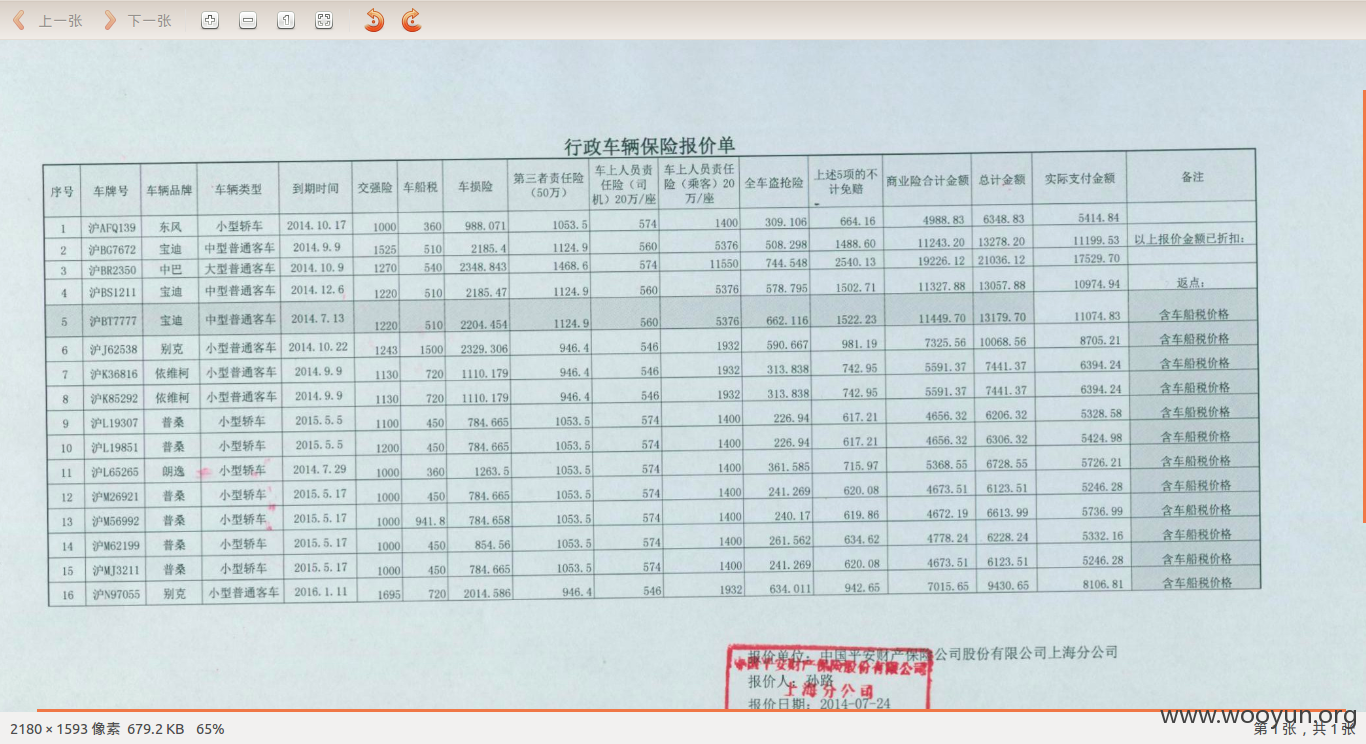 上一张 下一张
行政车辆保险报价单
序号 车牌号 车辆品牌 车辆类型 到期时间 交强险 车船税 车损险 第三者责任险（50万） 车上人员责任险（司机）20万/座 车上人员责任险（乘客）20万/座 全车盗抢险 上述5项的不计免赔 商业险合计金额 总计金额 实际支付金额 备注
1 沪AFQ139 东风 小型轿车 2014.10.17 1000 360 988.071 1053.5 574 1400 309.106 664.16 4988.83 6348.83 5414.84
2 沪BG7672 宝迪 中型普通客车 2014.9.9 1525 510 2185.4 1124.9 560 5376 508.298 1488.60 11243.20 13278.20 11199.53 以上报价金额已折扣：
3 沪BR2350 中巴 大型普通客车 2014.10.9 1270 540 2348.843 1468.6 574 11550 744.548 2540.13 19226.12 21036.12 17529.70
4 沪BS1211 宝迪 中型普通客车 2014.12.6 1220 510 2185.47 1124.9 560 5376 578.795 1502.71 11327.88 13057.88 10974.94 返点：
5 沪BT7777 宝迪 中型普通客车 2014.7.13 1220 510 2204.454 1124.9 560 5376 662.116 1522.23 11449.70 13179.70 11074.83 含车船税价格
6 沪J62538 别克 小型普通客车 2014.10.22 1243 1500 2329.306 946.4 546 1932 590.667 981.19 7325.56 10068.56 8705.21 含车船税价格
7 沪K36816 依维柯 小型普通客车 2014.9.9 1130 720 1110.179 946.4 546 1932 313.838 742.95 5591.37 7441.37 6394.24 含车船税价格
8 沪K85292 依维柯 小型普通客车 2014.9.9 1130 720 1110.179 946.4 546 1932 313.838 742.95 5591.37 7441.37 6394.24 含车船税价格
9 沪L19307 普桑 小型轿车 2015.5.5 1100 450 784.665 1053.5 574 1400 226.94 617.21 4656.32 6206.32 5328.58 含车船税价格
10 沪L19851 普桑 小型轿车 2015.5.5 1200 450 784.665 1053.5 574 1400 226.94 617.21 4656.32 6306.32 5424.98 含车船税价格
11 沪L65265 朗逸 小型轿车 2014.7.29 1000 360 1263.5 1053.5 574 1400 361.585 715.97 5368.55 6728.55 5726.21 含车船税价格
12 沪M26921 普桑 小型轿车 2015.5.17 1000 450 784.665 1053.5 574 1400 241.269 620.08 4673.51 6123.51 5246.28 含车船税价格
13 沪M56992 普桑 小型轿车 2015.5.17 1000 941.8 784.658 1053.5 574 1400 240.17 619.86 4672.19 6613.99 5736.99 含车船税价格
14 沪M62199 普桑 小型轿车 2015.5.17 1000 450 854.56 1053.5 574 1400 261.562 634.62 4778.24 6228.24 5332.16 含车船税价格
15 沪MJ3211 普桑 小型轿车 2015.5.17 1000 450 784.665 1053.5 574 1400 241.269 620.08 4673.51 6123.51 5246.28 含车船税价格
16 沪N97055 别克 小型普通客车 2016.1.11 1695 720 2014.586 946.4 546 1932 634.011 942.65 7015.65 9430.65 8106.81 含车船税价格
报价单位：中国平安财产保险公司股份有限公司上海分公司
中国平安财产保险股份有限公司
报价人：孙路
上海分公司
报价日期：2014-07-24
www.wooyun.org
2180 × 1593 像素 679.2 KB 65%
第 1 张，共 1 张